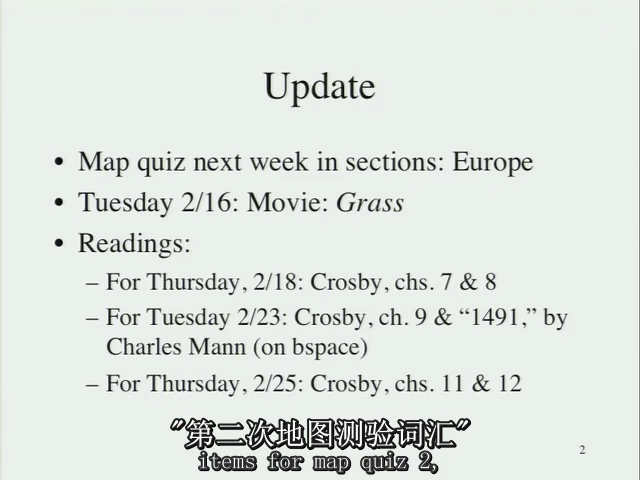 Update
• Map quiz next week in sections: Europe
• Tuesday 2/16: Movie: Grass
• Readings:
– For Thursday, 2/18: Crosby, chs. 7 & 8
– For Tuesday 2/23: Crosby, ch. 9 & “1491,” by
Charles Mann (on bspace)
– For Thursday, 2/25: Crosby, chs. 11 & 12
"第二次地图测验词汇"
items for map quiz 2,
2